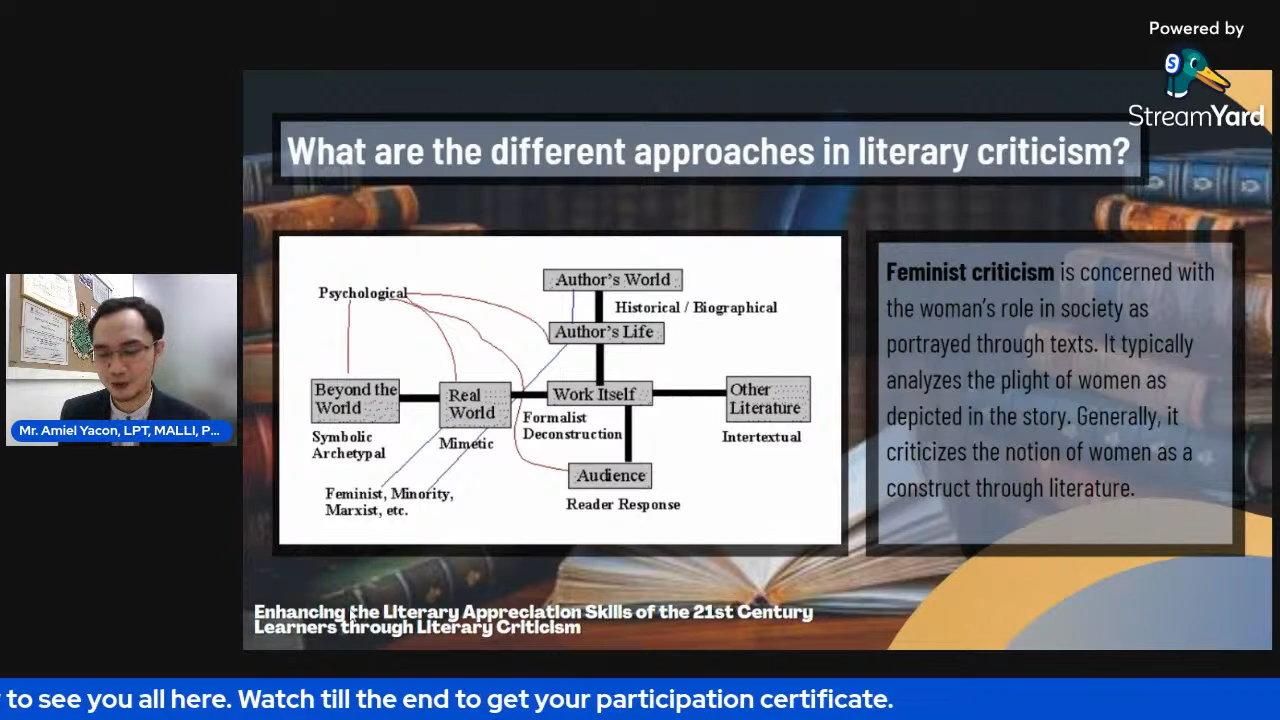 Powered by
StreamYard
What are the different approaches in literary criticism?
Psychological
Author's World
Historical / Biographical
Author's Life
Beyond the
World
Real
World
Work Itself
Other
Literature
Symbolic
Archetypal
Mimetic
Formalist
Deconstruction
Intertextual
Audience
Feminist, Minority,
Marxist, etc.
Reader Response
Feminist criticism is concerned with
the woman's role in society as
portrayed through texts. It typically
analyzes the plight of women as
depicted in the story. Generally, it
criticizes the notion of women as a
construct through literature.
Mr. Amiel Yacon, LPT, MALLI, P...
Enhancing the Literary Appreciation Skills of the 21st Century
Learners through Literary Criticism
to see you all here. Watch till the end to get your participation certificate.